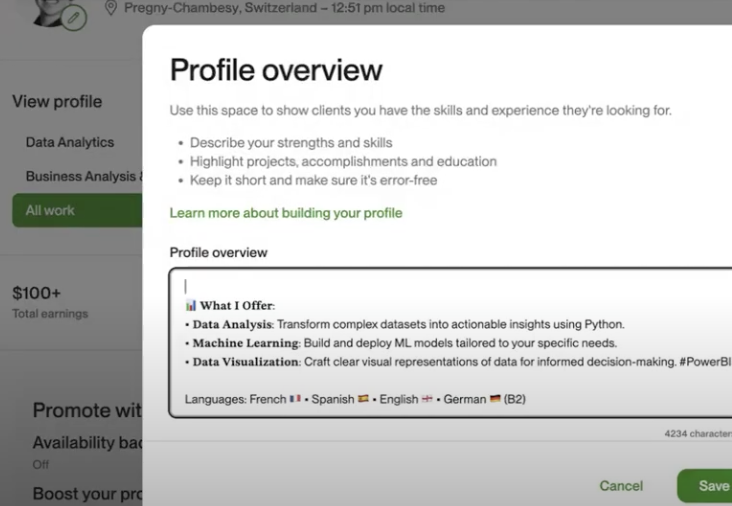 Pregny-Chambesy, Switzerland – 12:51 pm local time
Profile overview
Use this space to show clients you have the skills and experience they're looking for.
• Describe your strengths and skills
• Highlight projects, accomplishments and education
• Keep it short and make sure it's error-free
Learn more about building your profile
Profile overview
📊 What I Offer:
• Data Analysis: Transform complex datasets into actionable insights using Python.
• Machine Learning: Build and deploy ML models tailored to your specific needs.
• Data Visualization: Craft clear visual representations of data for informed decision-making. #PowerBI
Languages: French 🇫🇷 • Spanish 🇪🇸 • English 🏴󠁧󠁢󠁥󠁮󠁧󠁿 • German 🇩🇪 (B2)
4234 character
Cancel
Save
View profile
Data Analytics
Business Analysis &
All work
$100+
Total earnings
Promote wit
Availability bad
Off
Boost your pro